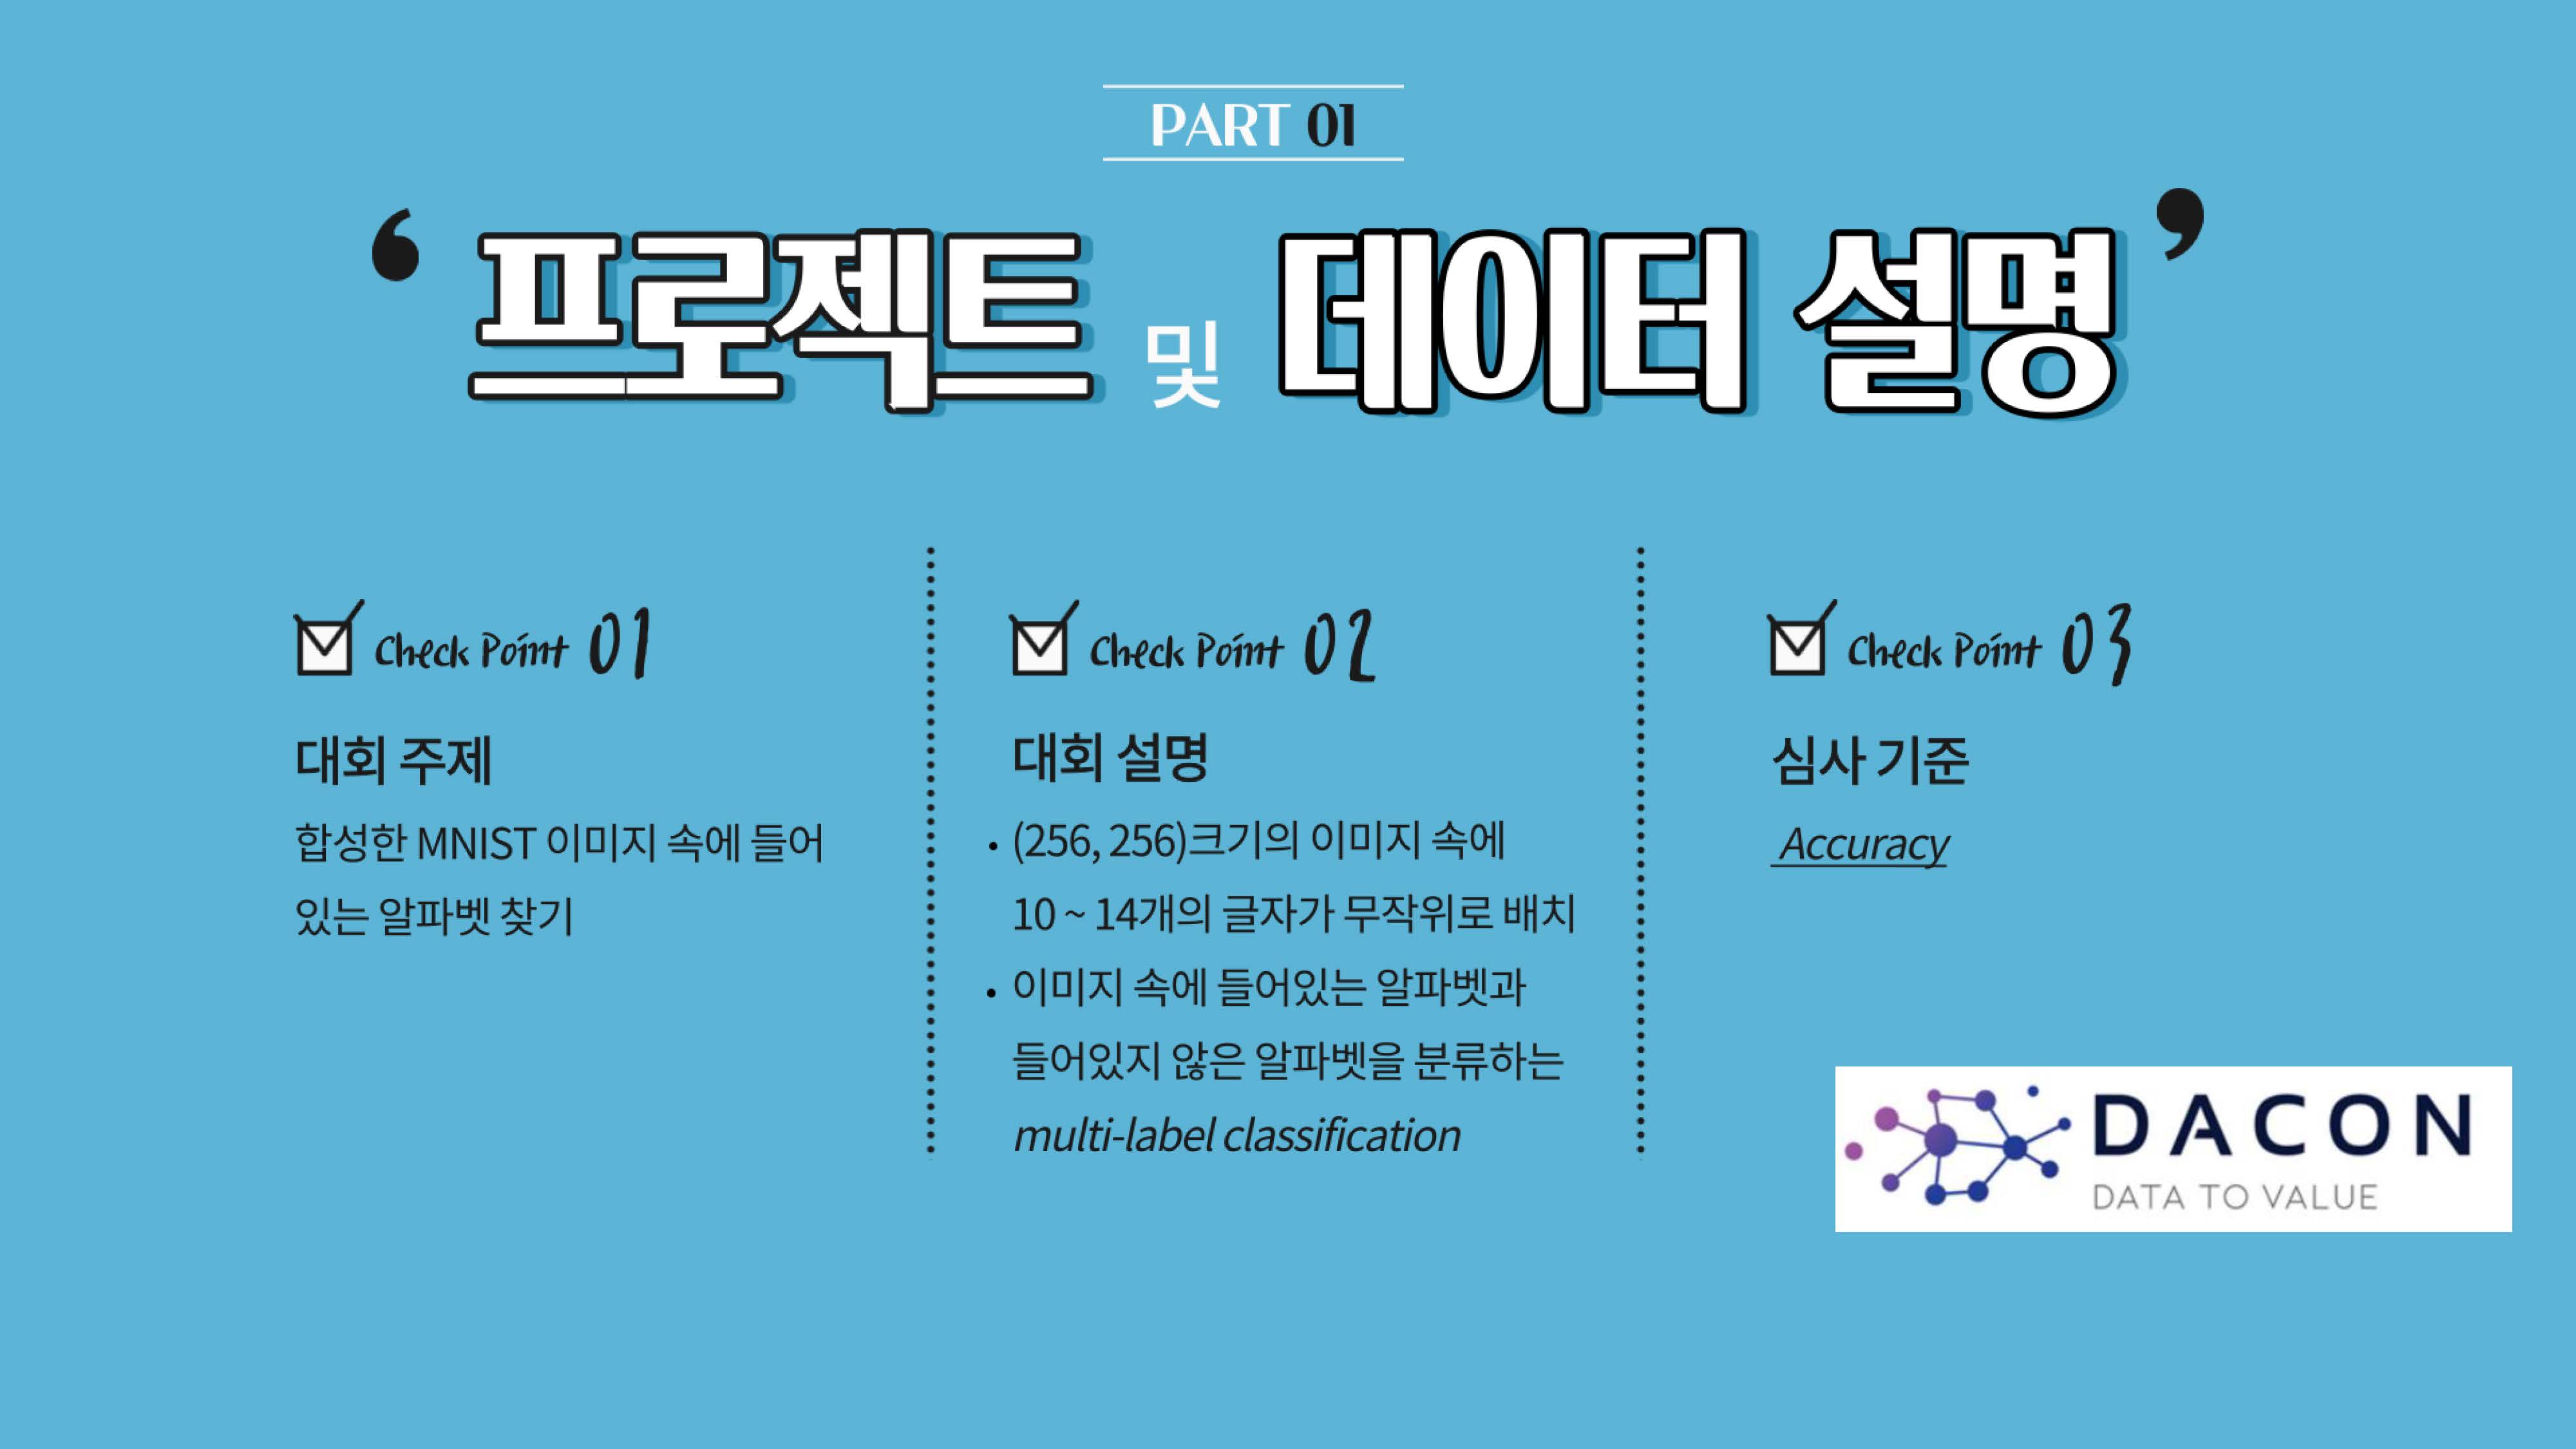 PART 01
‘ 프로젝트 및 데이터 설명 ’
Check Point 01
대회 주제
합성한 MNIST 이미지 속에 들어
있는 알파벳 찾기
Check Point 02
대회 설명
• (256, 256)크기의 이미지 속에
10 ~ 14개의 글자가 무작위로 배치
• 이미지 속에 들어있는 알파벳과
들어있지 않은 알파벳을 분류하는
multi-label classification
Check Point 03
심사 기준
Accuracy
DACON
DATA TO VALUE